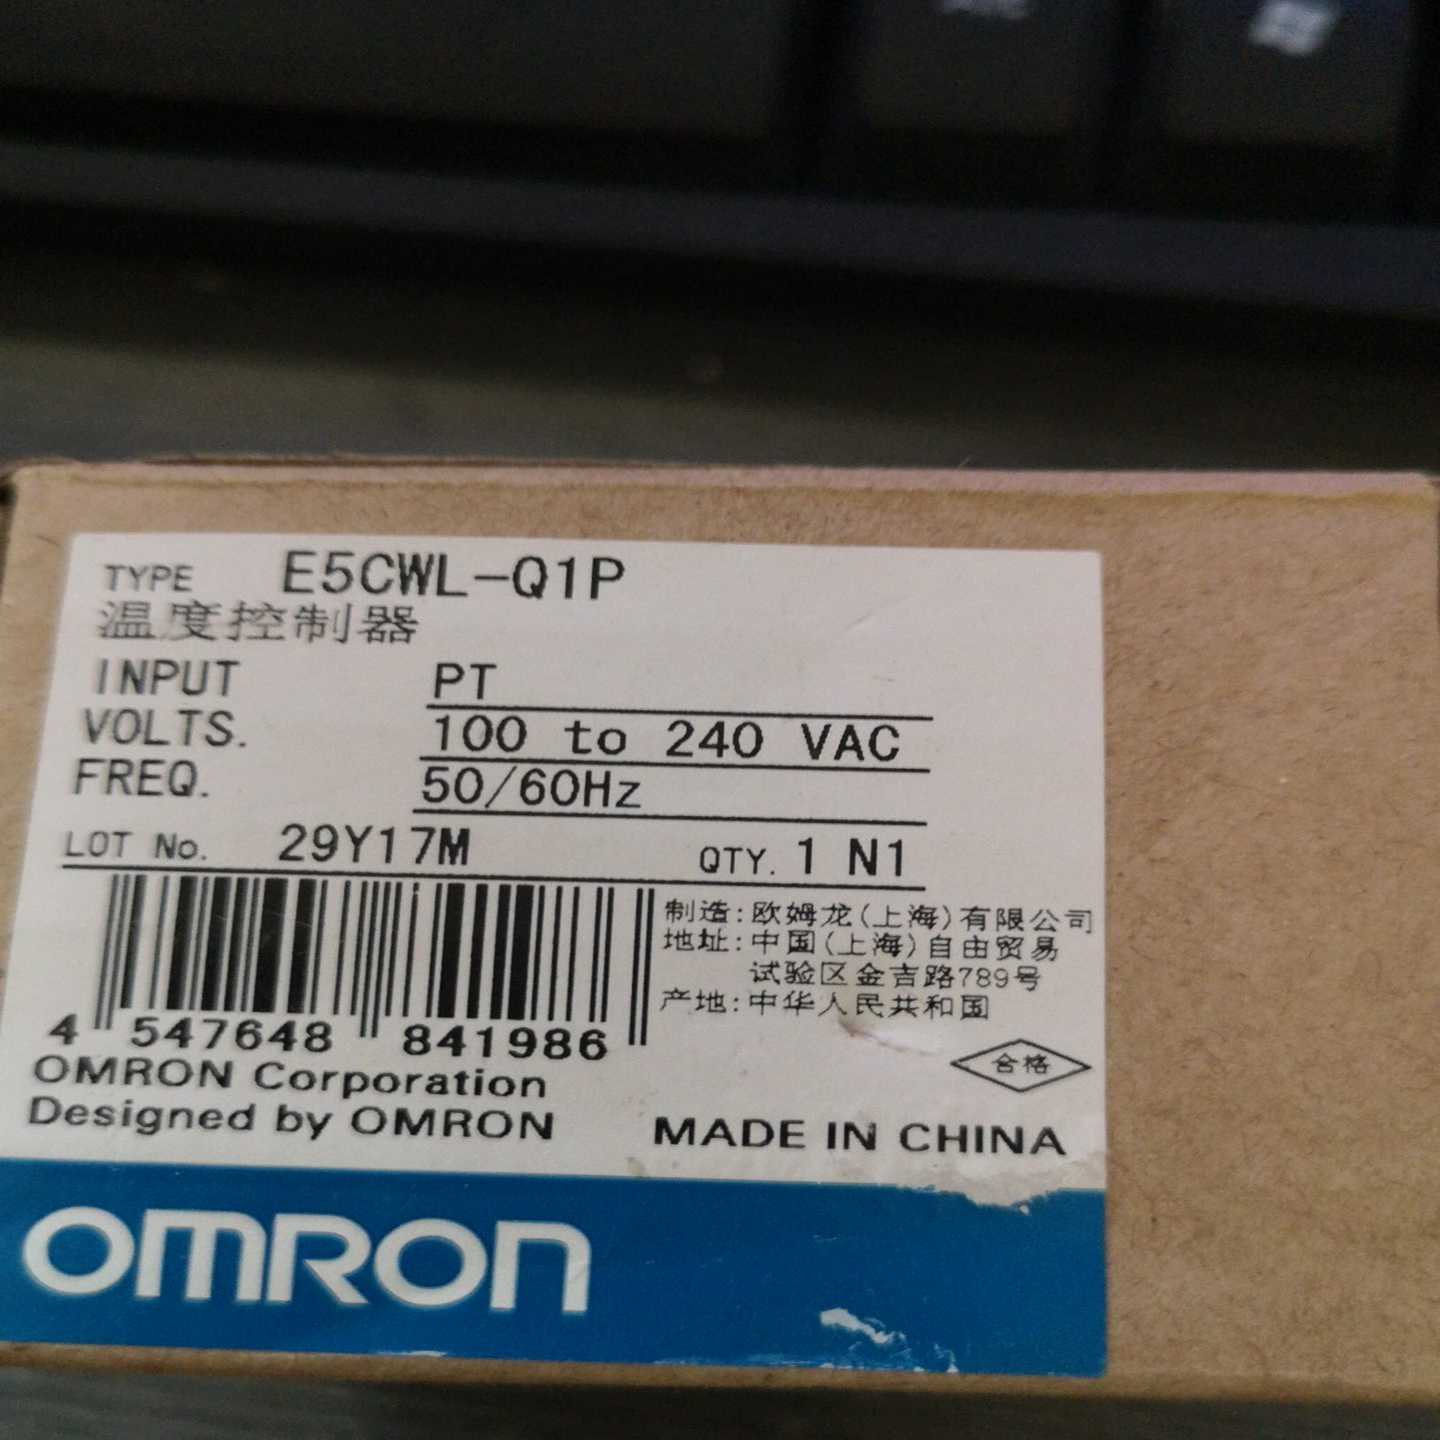 TYPE E5CWL-Q1P
温度控制器
INPUT PT
VOLTS. 100 to 240 VAC
FREQ. 50/60Hz
LOT No. 29Y17M QTY. 1 N1
制造:欧姆龙(上海)有限公司
地址:中国(上海)自由贸易
试验区金吉路789号
产地:中华人民共和国
4 547648 841986
合格
OMRON Corporation
Designed by OMRON
MADE IN CHINA
OMRON